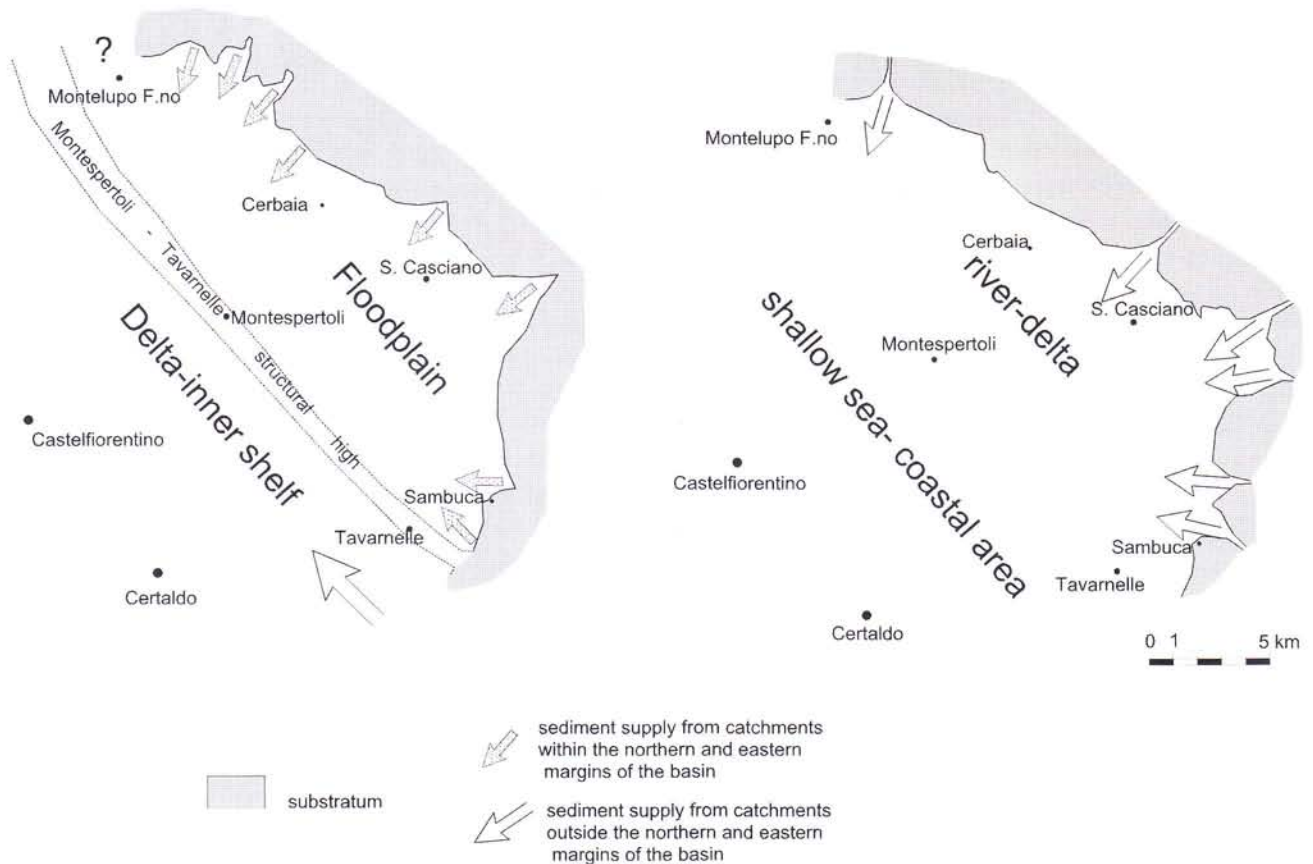 ?
Montelupo F.no
Montespertoli - Tavarnelle structural high
Cerbaia
S. Casciano
Floodplain
Montespertoli
Delta-inner shelf
Castelfiorentino
Sambuca
Tavarnelle
Certaldo
Montelupo F.no
Cerbaia
river-delta
S. Casciano
shallow sea- coastal area
Montespertoli
Castelfiorentino
Sambuca
Tavarnelle
Certaldo
0 1 5 km
substratum
sediment supply from catchments
within the northern and eastern
margins of the basin
sediment supply from catchments
outside the northern and eastern
margins of the basin